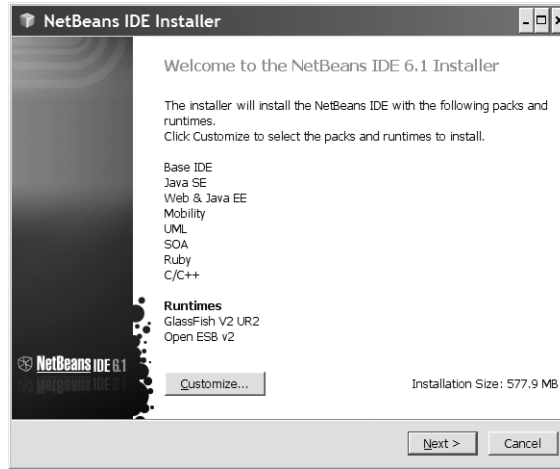 NetBeans IDE Installer
Welcome to the NetBeans IDE 6.1 Installer
The installer will install the NetBeans IDE with the following packs and
runtimes.
Click Customize to select the packs and runtimes to install.
Base IDE
Java SE
Web & Java EE
Mobility
UML
SOA
Ruby
C/C++
Runtimes
GlassFish V2 UR2
Open ESB v2
NetBeans IDE 6.1
Customize...
Installation Size: 577.9 MB
Next >
Cancel